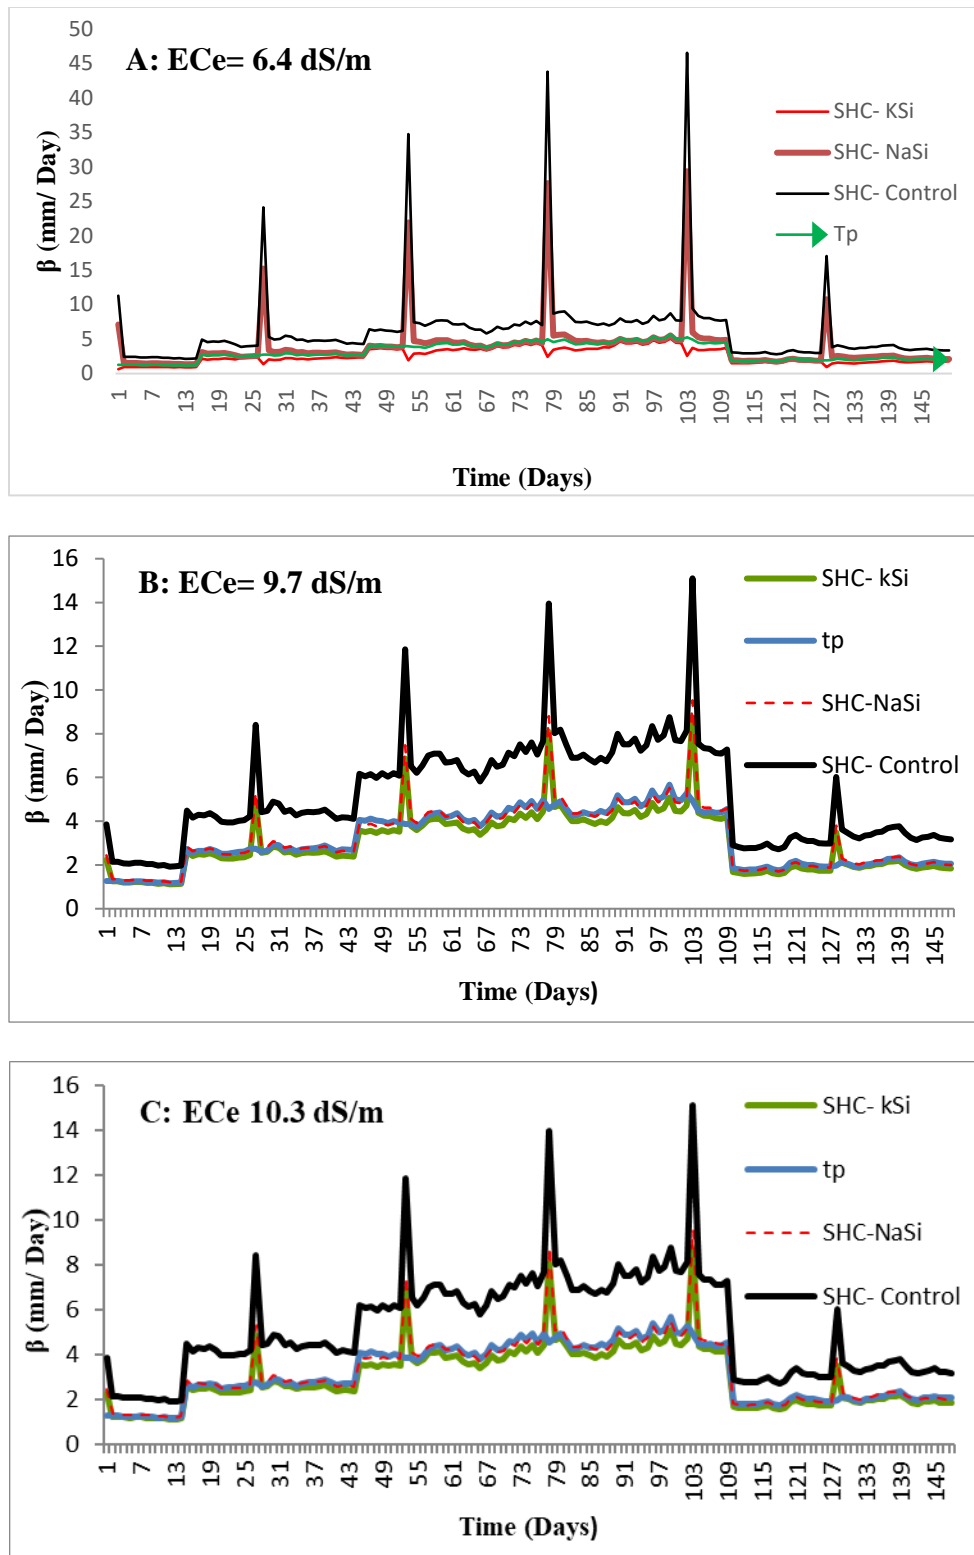 A: ECe= 6.4 dS/m
50
45
40
35
30
25
20
15
10
5
0
β (mm/ Day)
SHC- KSi
SHC- NaSi
SHC- Control
Tp
1 7 13 19 25 31 37 43 49 55 61 67 73 79 85 91 97 103 109 115 121 127 133 139 145
Time (Days)
B: ECe= 9.7 dS/m
16
14
12
10
8
6
4
2
0
β (mm/ Day)
SHC- kSi
tp
SHC-NaSi
SHC- Control
1 7 13 19 25 31 37 43 49 55 61 67 73 79 85 91 97 103 109 115 121 127 133 139 145
Time (Days)
C: ECe 10.3 dS/m
16
14
12
10
8
6
4
2
0
β (mm/ Day)
SHC- kSi
tp
SHC-NaSi
SHC- Control
1 7 13 19 25 31 37 43 49 55 61 67 73 79 85 91 97 103 109 115 121 127 133 139 145
Time (Days)